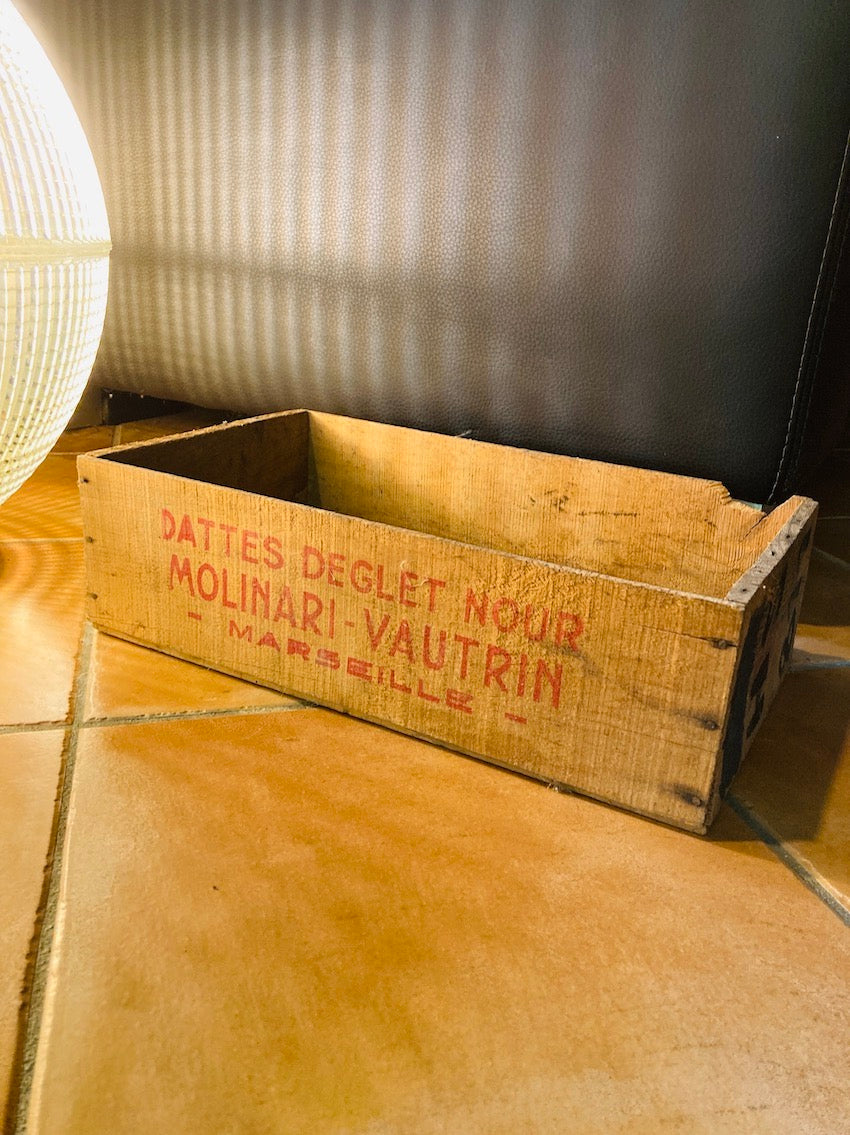 DATTES DEGLET NOUR
MOLINARI-VAUTRIN
- MARSEILLE -